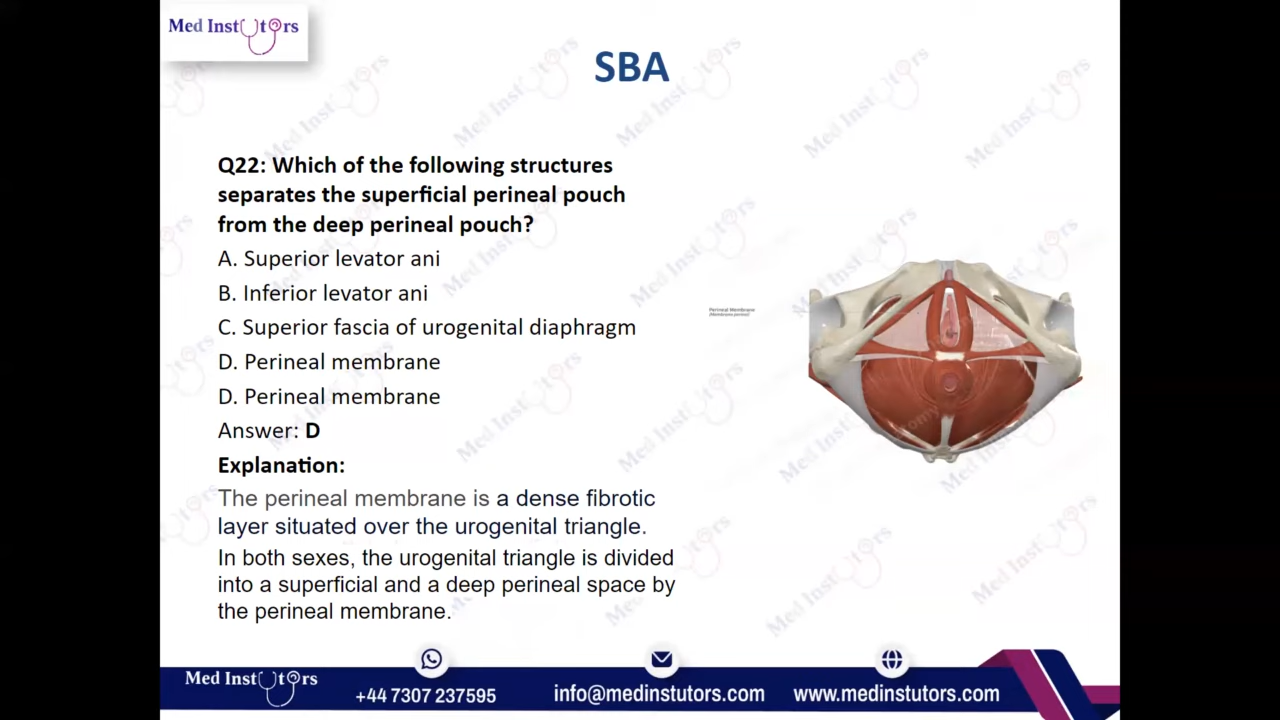 Med Instutors
SBA
Q22: Which of the following structures
separates the superficial perineal pouch
from the deep perineal pouch?
A. Superior levator ani
B. Inferior levator ani
C. Superior fascia of urogenital diaphragm
D. Perineal membrane
D. Perineal membrane
Answer: D
Explanation:
The perineal membrane is a dense fibrotic
layer situated over the urogenital triangle.
In both sexes, the urogenital triangle is divided
into a superficial and a deep perineal space by
the perineal membrane.
Perineal Membrane
(Membrana perinei)
Med Instutors
+44 7307 237595
info@medinstutors.com
www.medinstutors.com